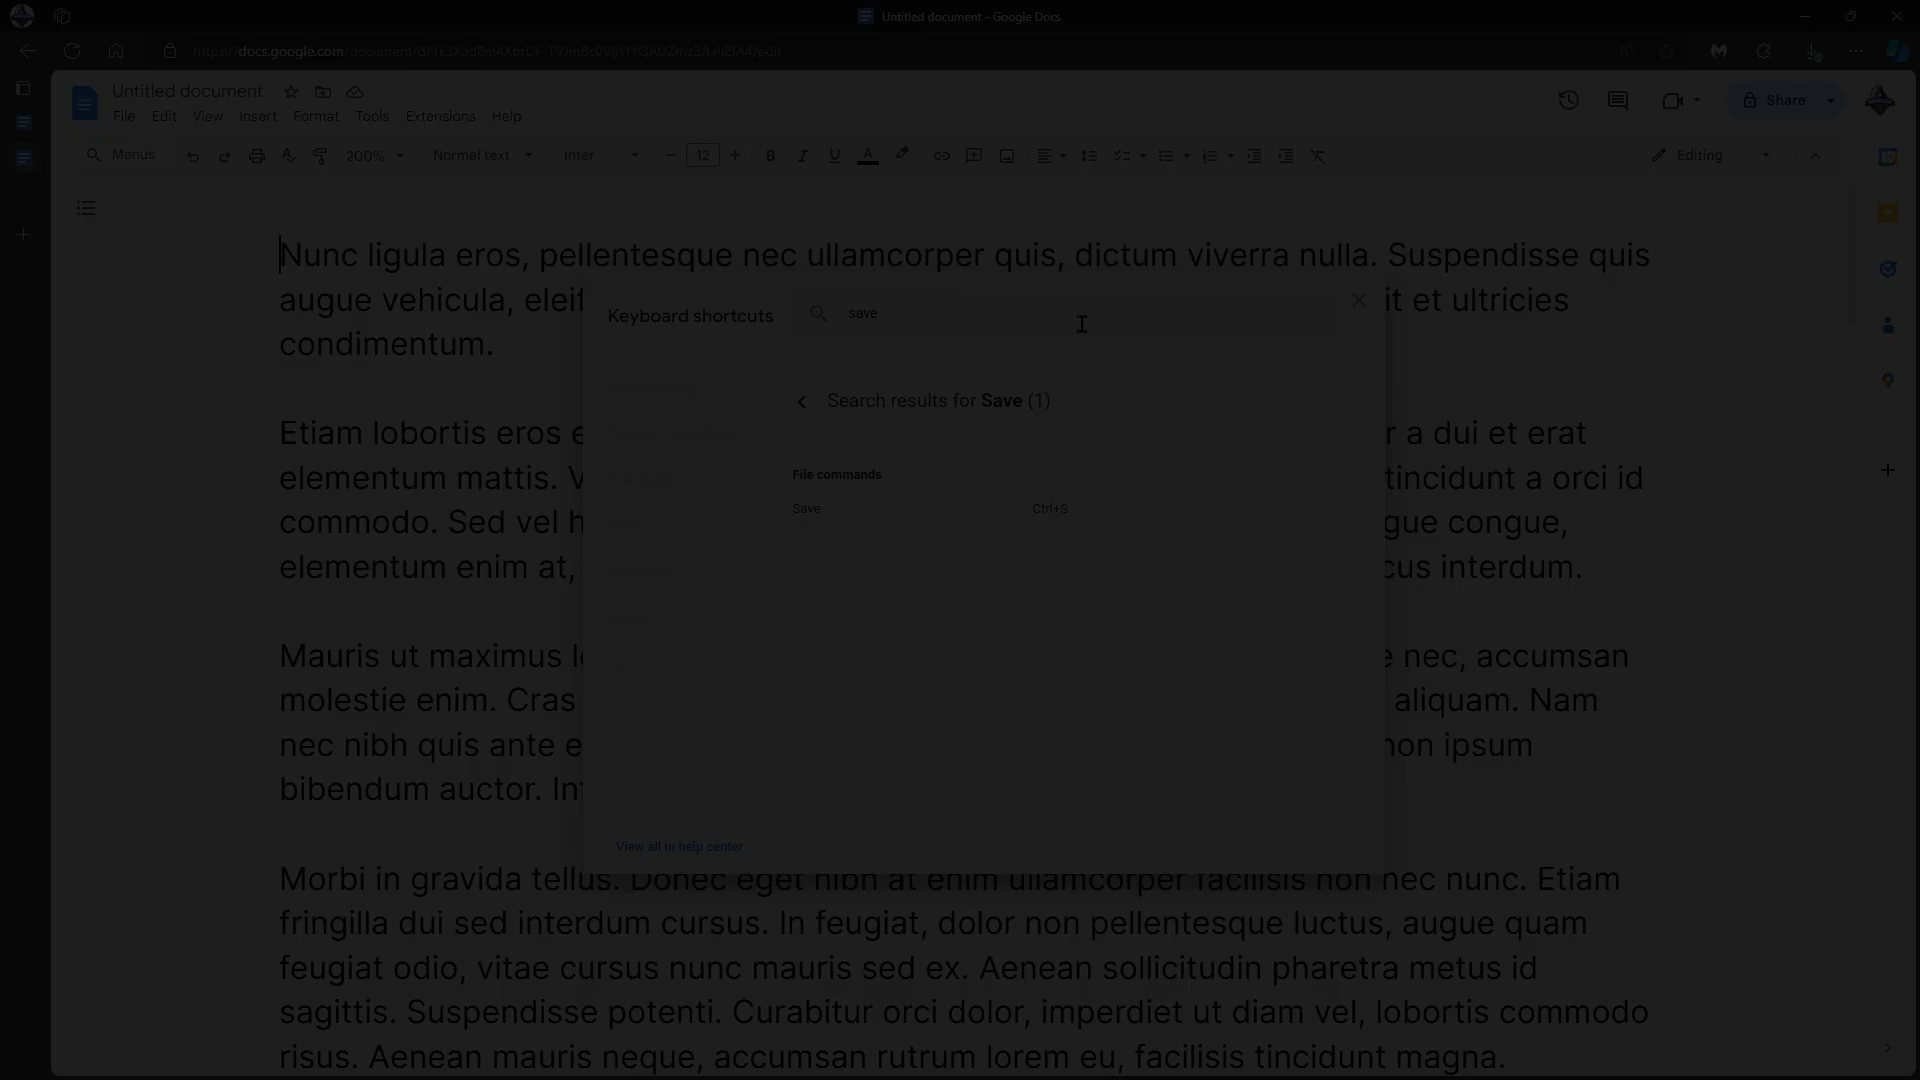 Untitled document - Google Docs
Untitled document
File Edit View Insert Format Tools Extensions Help
Share
Menus
200%
Normal text
Inter
12
Editing
Nunc ligula eros, pellentesque nec ullamcorper quis, dictum viverra nulla. Suspendisse quis
augue vehicula, eleif
it et ultricies
condimentum.
Keyboard shortcuts
save
Search results for Save (1)
File commands
Save Ctrl+S
View all in help center
Etiam lobortis eros e
r a dui et erat
elementum mattis. V
tincidunt a orci id
commodo. Sed vel h
gue congue,
elementum enim at,
cus interdum.
Mauris ut maximus l
e nec, accumsan
molestie enim. Cras
aliquam. Nam
nec nibh quis ante e
non ipsum
bibendum auctor. In
Morbi in gravida tellus. Donec eget nibh at enim ullamcorper facilisis non nec nunc. Etiam
fringilla dui sed interdum cursus. In feugiat, dolor non pellentesque luctus, augue quam
feugiat odio, vitae cursus nunc mauris sed ex. Aenean sollicitudin pharetra metus id
sagittis. Suspendisse potenti. Curabitur orci dolor, imperdiet ut diam vel, lobortis commodo
risus. Aenean mauris neque, accumsan rutrum lorem eu, facilisis tincidunt magna.